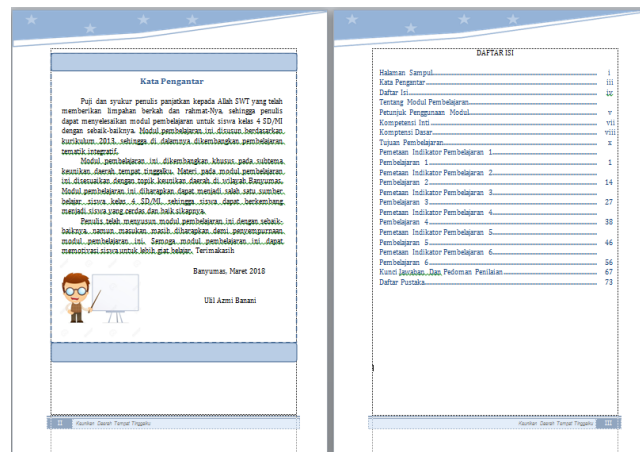 Kata Pengantar
Puji dan syukur penulis panjatkan kepada Allah SWT yang telah
memberikan limpahan berkah dan rahmat-Nya, sehingga penulis
dapat menyelesaikan modul pembelajaran untuk siswa kelas 4 SD/MI
dengan sebaik-baiknya. Modul pembelajaran ini disusun berdasarkan
kurikulum 2013, sehingga di dalamnya dikembangkan pembelajaran
tematik integratif.
Modul pembelajaran ini dikembangkan khusus pada subtema
keunikan daerah tempat tinggalku. Materi pada modul pembelajaran
ini disesuaikan dengan topik keunikan daerah di wilayah Banyumas.
Modul pembelajaran ini diharapkan dapat menjadi salah satu sumber
belajar siswa kelas 4 SD/MI, sehingga siswa dapat berkembang
menjadi siswa yang cerdas dan baik sikapnya.
Penulis telah menyusun modul pembelajaran ini dengan sebaik-
baiknya, namun masukan masih diharapkan demi penyempurnaan
modul pembelajaran ini. Semoga modul pembelajaran ini dapat
memotivasi siswa untuk lebih giat belajar. Terimakasih
Banyumas, Maret 2018
Ulil Azmi Banani
II Keunikan Daerah Tempat Tinggalku
DAFTAR ISI
Halaman Sampul i
Kata Pengantar iii
Daftar Isi iv
Tentang Modul Pembelajaran
Petunjuk Penggunaan Modul v
Kompetensi Inti vii
Komptensi Dasar viii
Tujuan Pembelajaran x
Pemetaan Indikator Pembelajaran 1
Pembelajaran 1 1
Pemetaan Indikator Pembelajaran 2
Pembelajaran 2 14
Pemetaan Indikator Pembelajaran 3
Pembelajaran 3 27
Pemetaan Indikator Pembelajaran 4
Pembelajaran 4 38
Pemetaan Indikator Pembelajaran 5
Pembelajaran 5 46
Pemetaan Indikator Pembelajaran 6
Pembelajaran 6 56
Kunci Jawaban Dan Pedoman Penilaian 67
Daftar Pustaka 73
Keunikan Daerah Tempat Tinggalku III